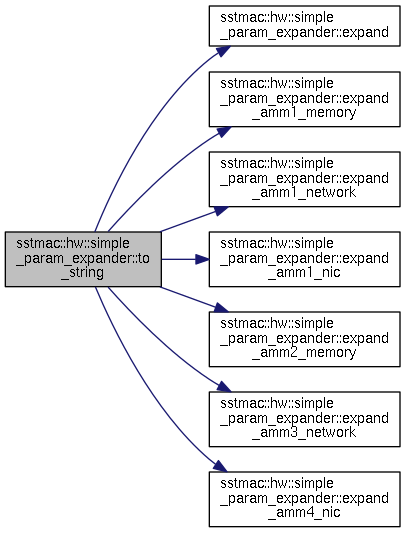 sstmac::hw::simple
_param_expander::expand
sstmac::hw::simple
_param_expander::expand
_amm1_memory
sstmac::hw::simple
_param_expander::expand
_amm1_network
sstmac::hw::simple
_param_expander::to
_string
sstmac::hw::simple
_param_expander::expand
_amm1_nic
sstmac::hw::simple
_param_expander::expand
_amm2_memory
sstmac::hw::simple
_param_expander::expand
_amm3_network
sstmac::hw::simple
_param_expander::expand
_amm4_nic